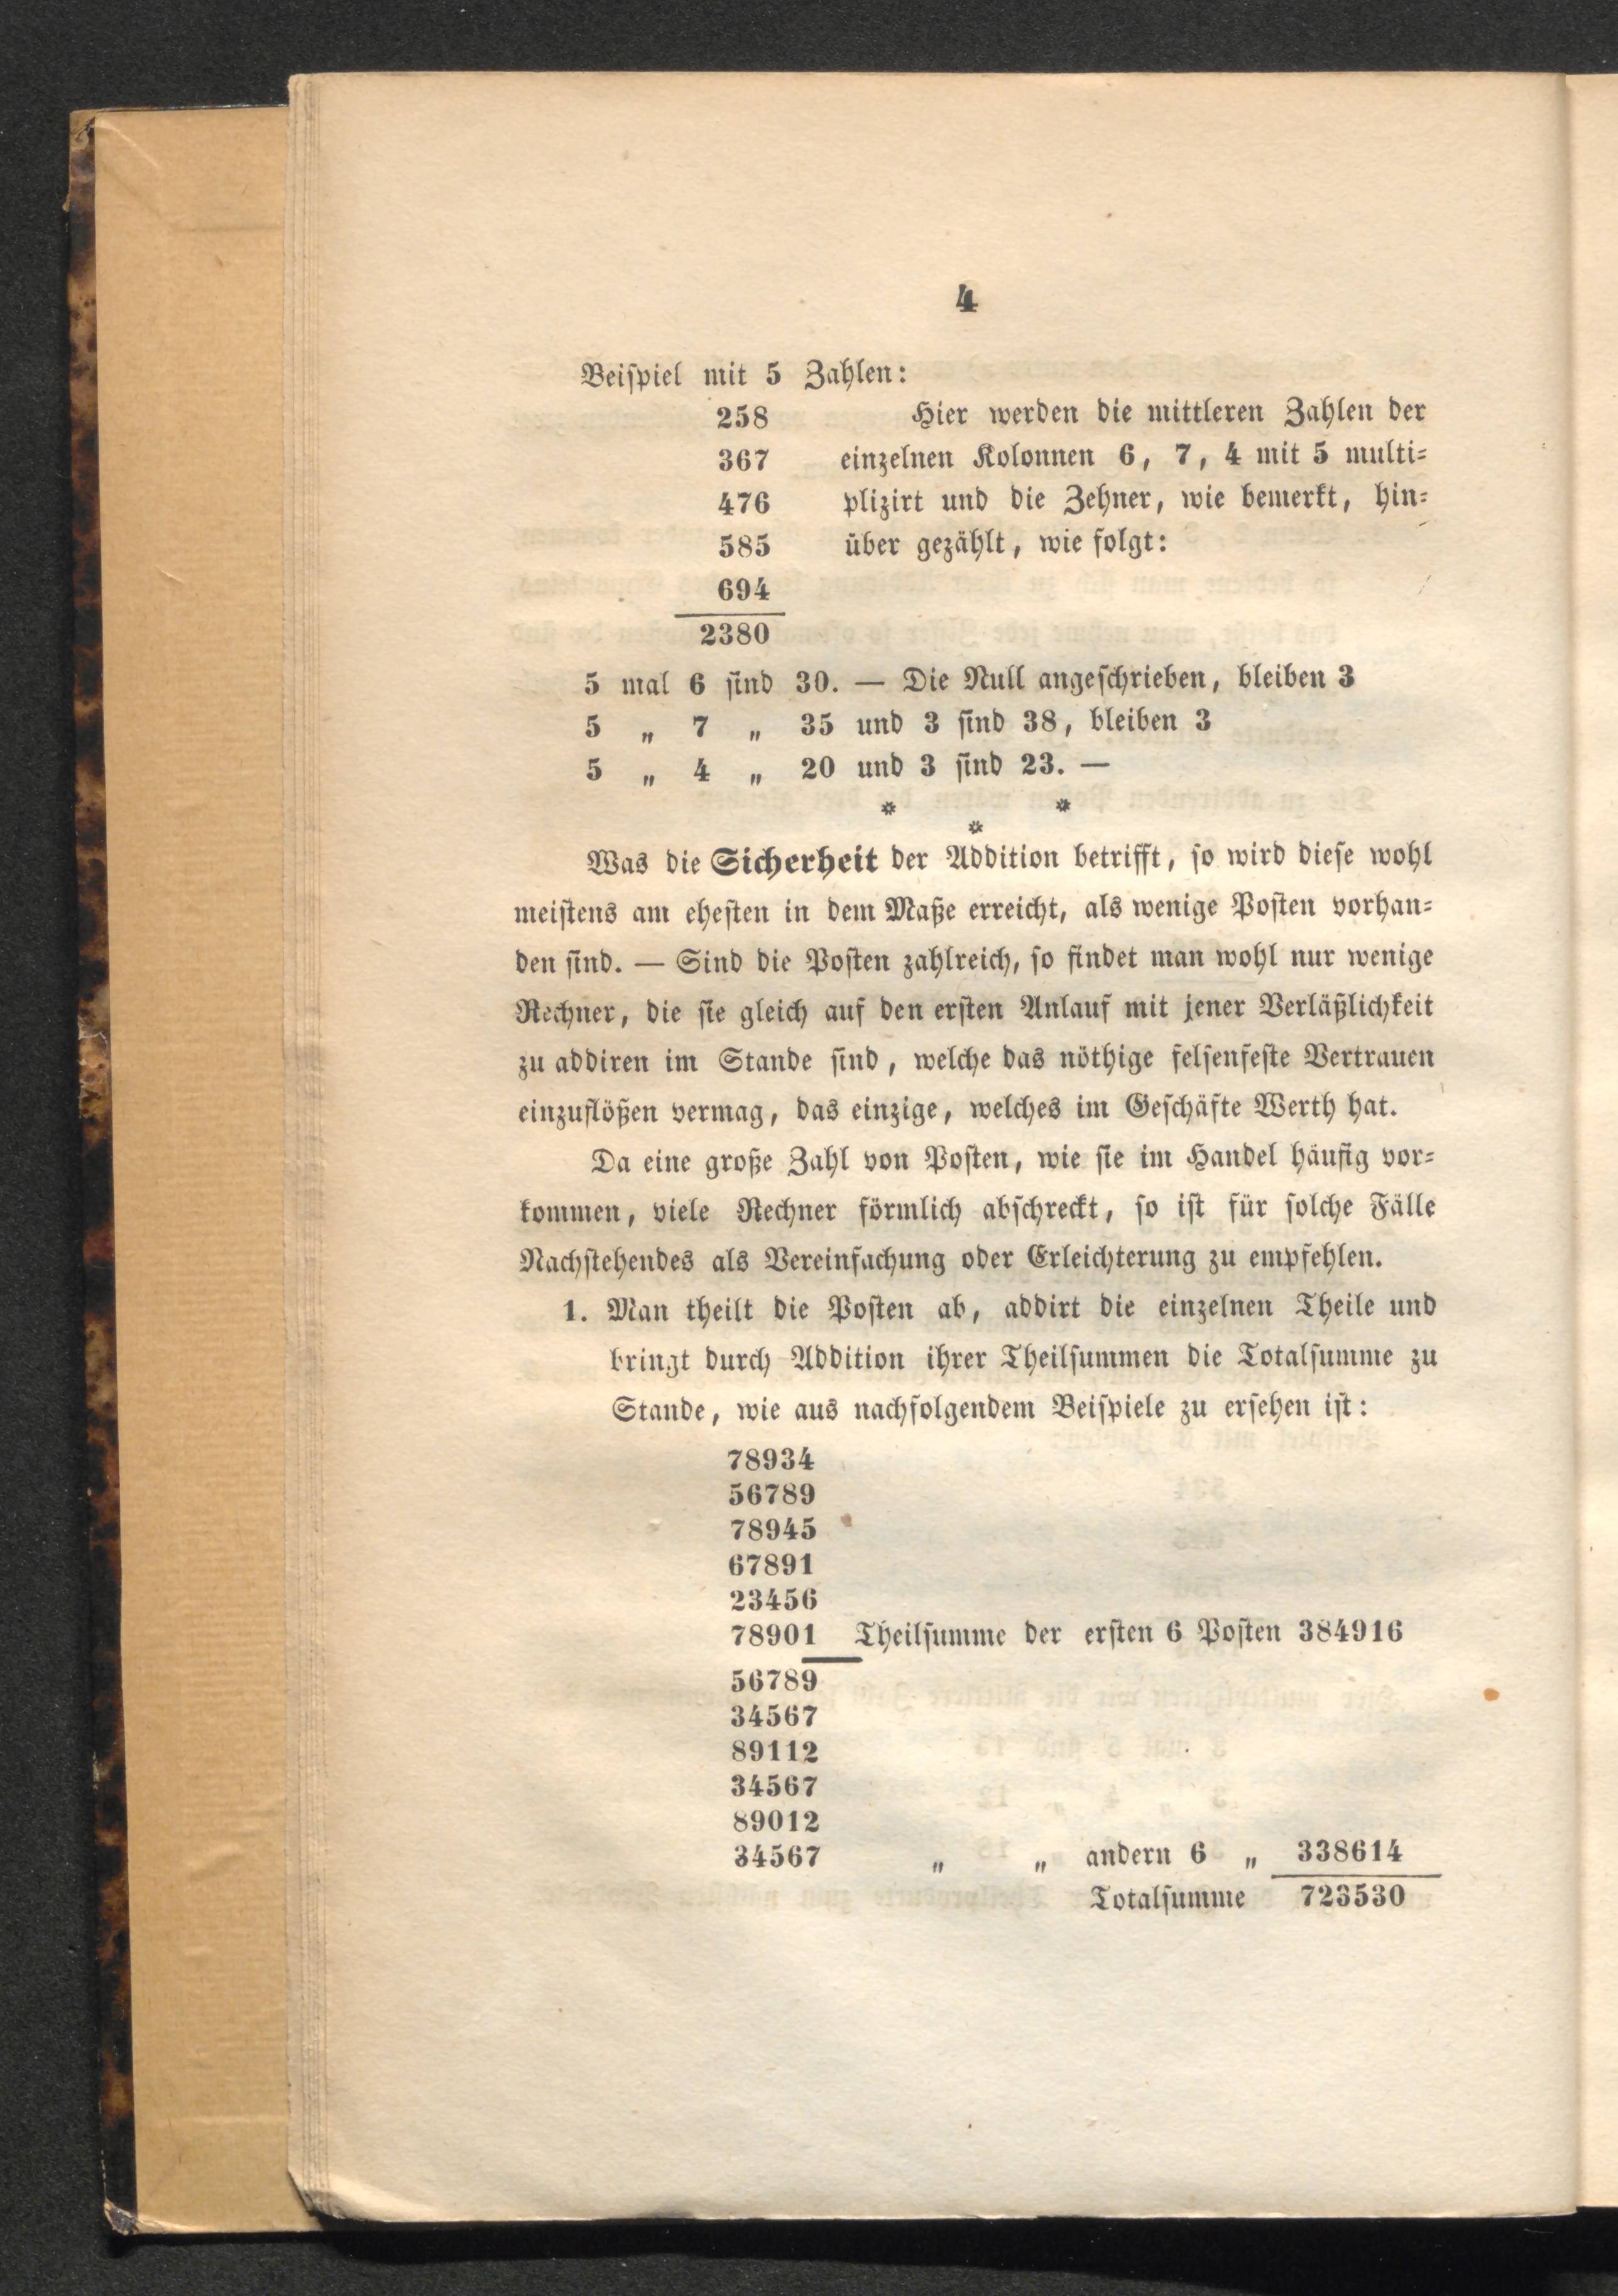 4
Beiſpiel mit 5 Zahlen:
258 Hier werden die mittleren Zahlen der
367 einzelnen Kolonnen 6, 7, 4 mit 5 multi=
476 plizirt und die Zehner, wie bemerkt, hin=
585 über gezählt, wie folgt:
694
2380
5 mal 6 ſind 30. — Die Null angeſchrieben, bleiben 3
5 „ 7 „ 35 und 3 ſind 38, bleiben 3
5 „ 4 „ 20 und 3 ſind 23. —
* * *
Was die Sicherheit der Addition betrifft, ſo wird dieſe wohl
meiſtens am eheſten in dem Maße erreicht, als wenige Poſten vorhan=
den ſind. — Sind die Poſten zahlreich, ſo findet man wohl nur wenige
Rechner, die ſie gleich auf den erſten Anlauf mit jener Verläßlichkeit
zu addiren im Stande ſind, welche das nöthige felſenfeſte Vertrauen
einzuflößen vermag, das einzige, welches im Geſchäfte Werth hat.
Da eine große Zahl von Poſten, wie ſie im Handel häufig vor=
kommen, viele Rechner förmlich abſchreckt, ſo iſt für ſolche Fälle
Nachſtehendes als Vereinfachung oder Erleichterung zu empfehlen.
1. Man theilt die Poſten ab, addirt die einzelnen Theile und
bringt durch Addition ihrer Theilſummen die Totalſumme zu
Stande, wie aus nachfolgendem Beiſpiele zu erſehen iſt:
78934
56789
78945
67891
23456
78901 Theilſumme der erſten 6 Poſten 384916
56789
34567
89112
34567
89012
34567 „ „ andern 6 „ 338614
Totalſumme 723530